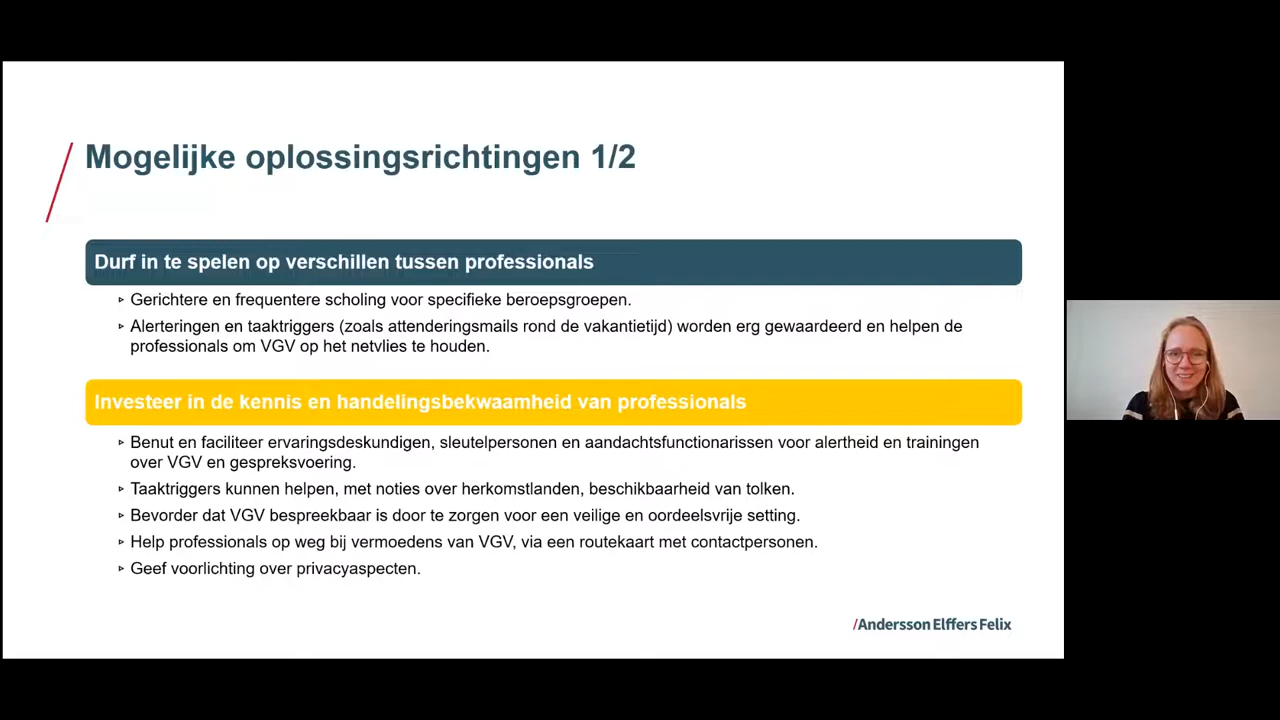 Mogelijke oplossingsrichtingen 1/2
Durf in te spelen op verschillen tussen professionals
▹ Gerichtere en frequentere scholing voor specifieke beroepsgroepen.
▹ Alerteringen en taaktriggers (zoals attenderingsmails rond de vakantietijd) worden erg gewaardeerd en helpen de
professionals om VGV op het netvlies te houden.
Investeer in de kennis en handelingsbekwaamheid van professionals
▹ Benut en faciliteer ervaringsdeskundigen, sleutelpersonen en aandachtsfunctionarissen voor alertheid en trainingen
over VGV en gespreksvoering.
▹ Taaktriggers kunnen helpen, met noties over herkomstlanden, beschikbaarheid van tolken.
▹ Bevorder dat VGV bespreekbaar is door te zorgen voor een veilige en oordeelsvrije setting.
▹ Help professionals op weg bij vermoedens van VGV, via een routekaart met contactpersonen.
▹ Geef voorlichting over privacyaspecten.
/Andersson Elffers Felix